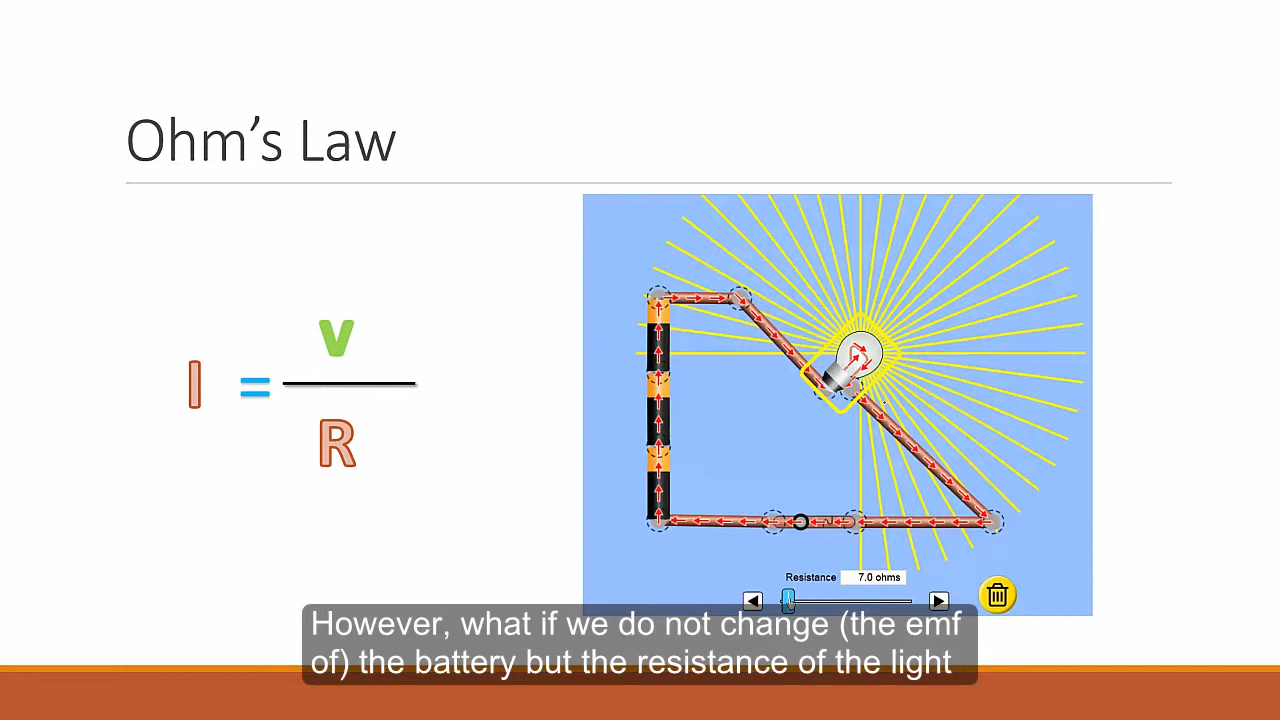 Ohm's Law
I = V
R
Resistance 7.0 ohms
However, what if we do not change (the emf
of) the battery but the resistance of the light